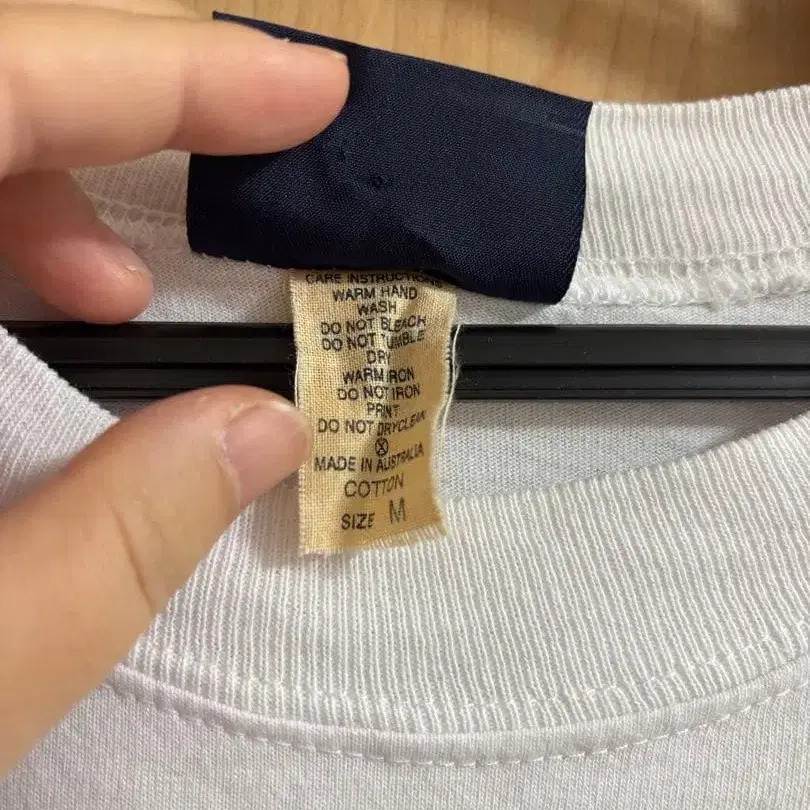 CARE INSTRUCTIONS
WARM HAND
WASH
DO NOT BLEACH
DO NOT TUMBLE
DRY
WARM IRON
DO NOT IRON
PRINT
DO NOT DRYCLEAN
Ⓧ
MADE IN AUSTRALIA
COTTON
SIZE M